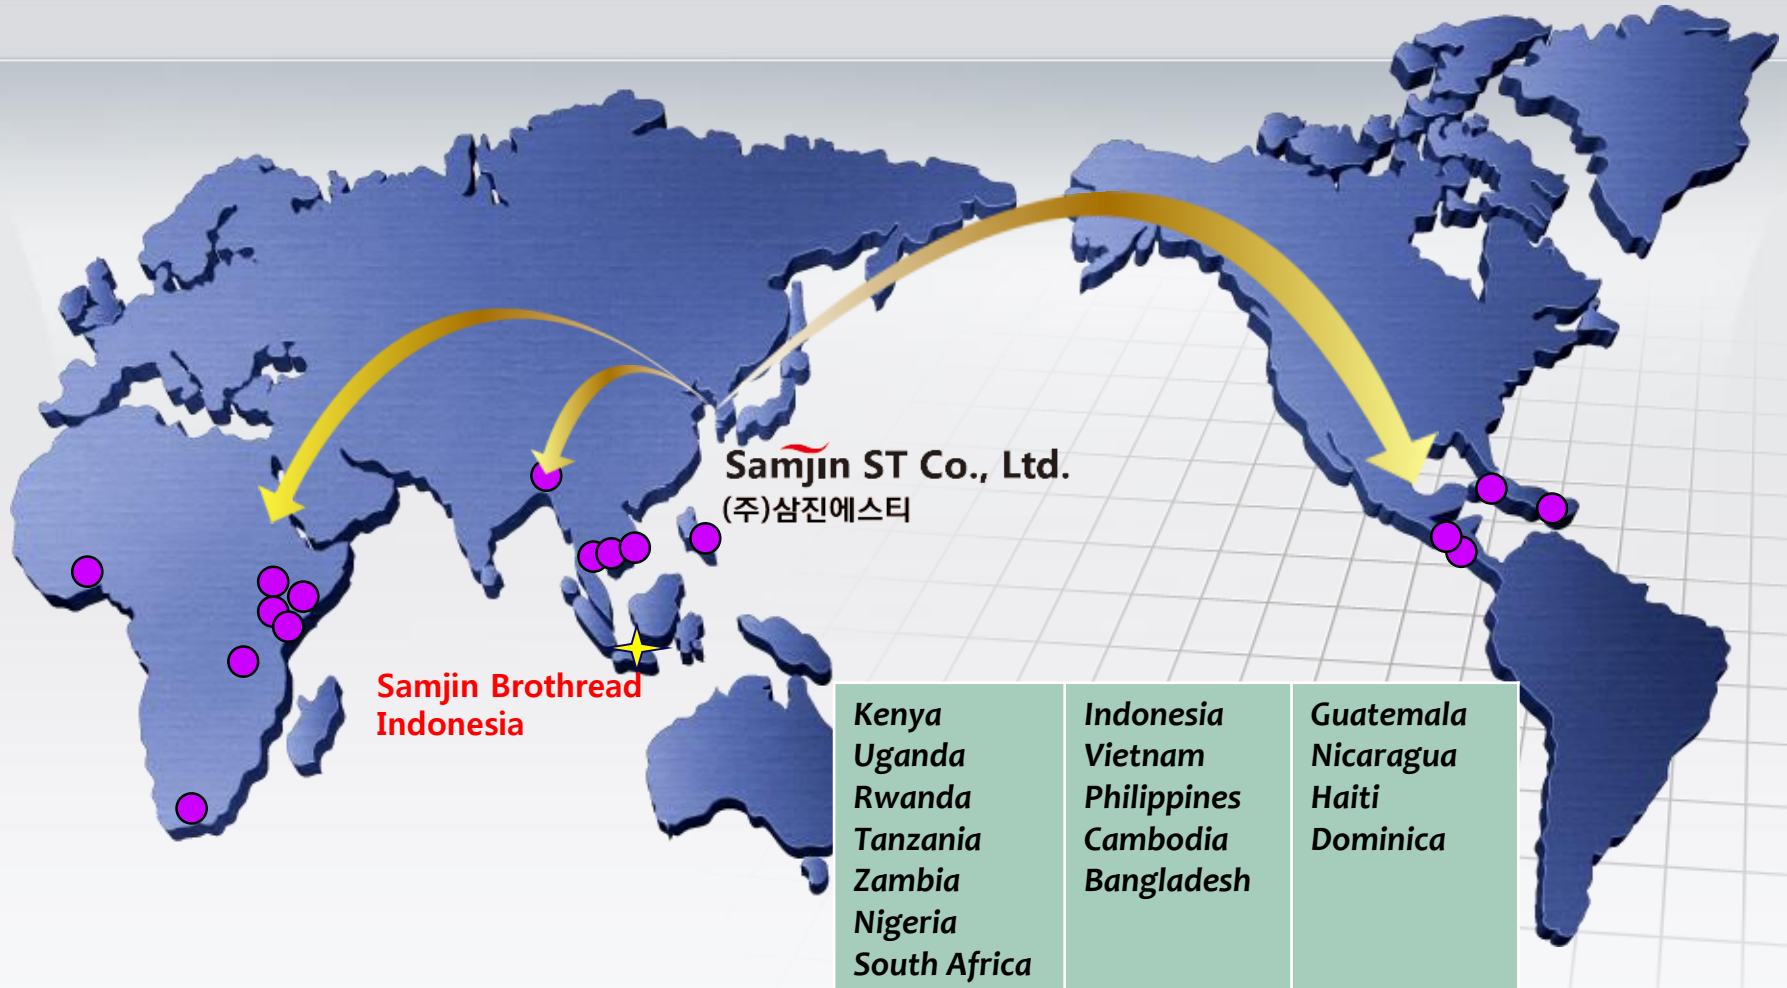 Samjin ST Co., Ltd.
(주)삼진에스티
Samjin Brothread
Indonesia
Kenya
Uganda
Rwanda
Tanzania
Zambia
Nigeria
South Africa
Indonesia
Vietnam
Philippines
Cambodia
Bangladesh
Guatemala
Nicaragua
Haiti
Dominica